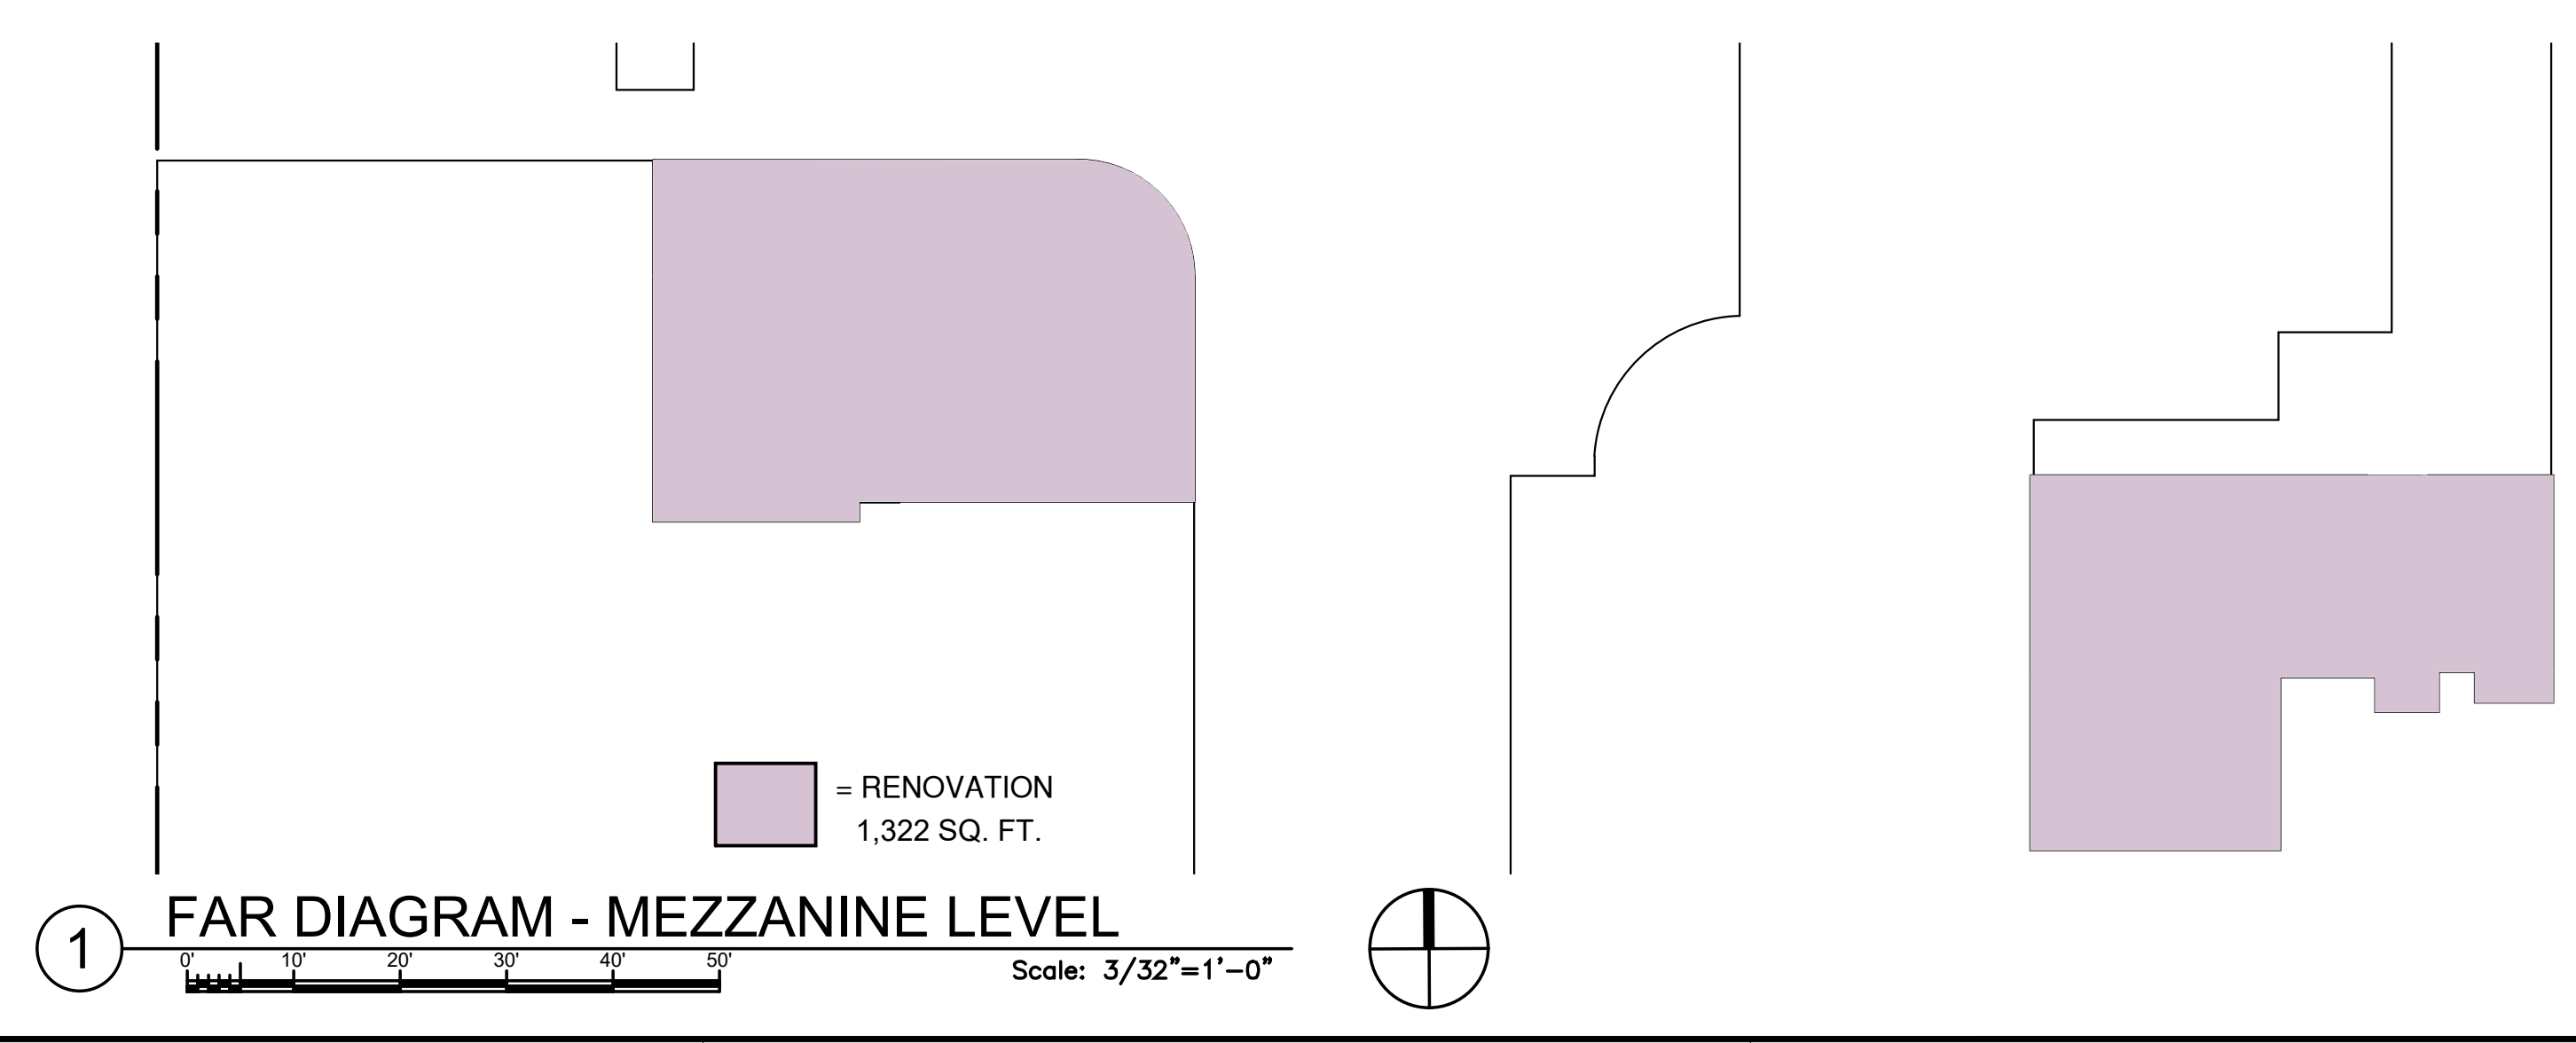 = RENOVATION
1,322 SQ. FT.
1
FAR DIAGRAM - MEZZANINE LEVEL
0' 10' 20' 30' 40' 50'
Scale: 3/32"=1'-0"